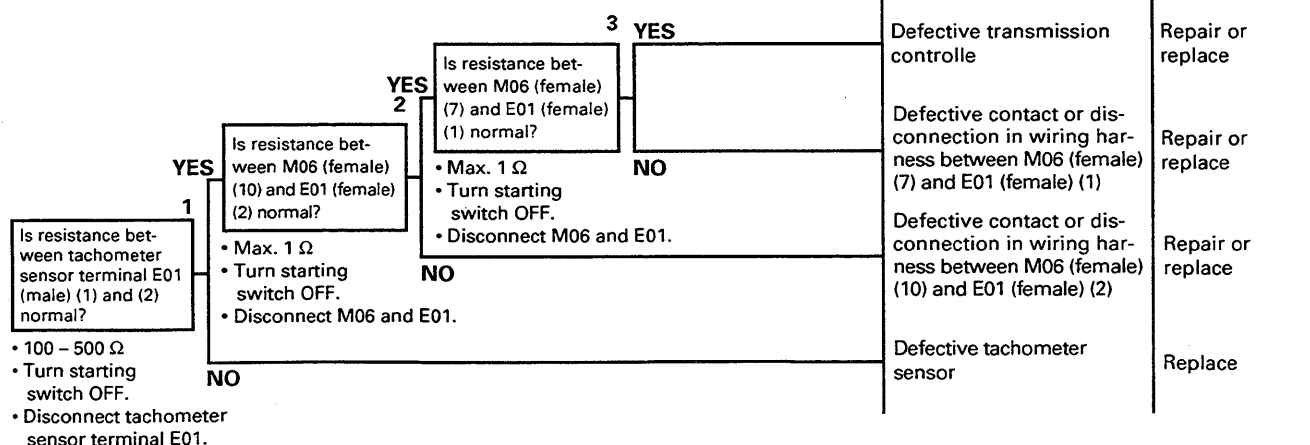 1
Is resistance bet-
ween tachometer
sensor terminal E01
(male) (1) and (2)
normal?
• 100 – 500 Ω
• Turn starting
switch OFF.
• Disconnect tachometer
sensor terminal E01.
YES
NO
2
Is resistance bet-
ween M06 (female)
(10) and E01 (female)
(2) normal?
• Max. 1 Ω
• Turn starting
switch OFF.
• Disconnect M06 and E01.
YES
NO
3
Is resistance bet-
ween M06 (female)
(7) and E01 (female)
(1) normal?
• Max. 1 Ω
• Turn starting
switch OFF.
• Disconnect M06 and E01.
YES
NO
Defective transmission
controlle
Repair or
replace
Defective contact or dis-
connection in wiring har-
ness between M06 (female)
(7) and E01 (female) (1)
Repair or
replace
Defective contact or dis-
connection in wiring har-
ness between M06 (female)
(10) and E01 (female) (2)
Repair or
replace
Defective tachometer
sensor
Replace